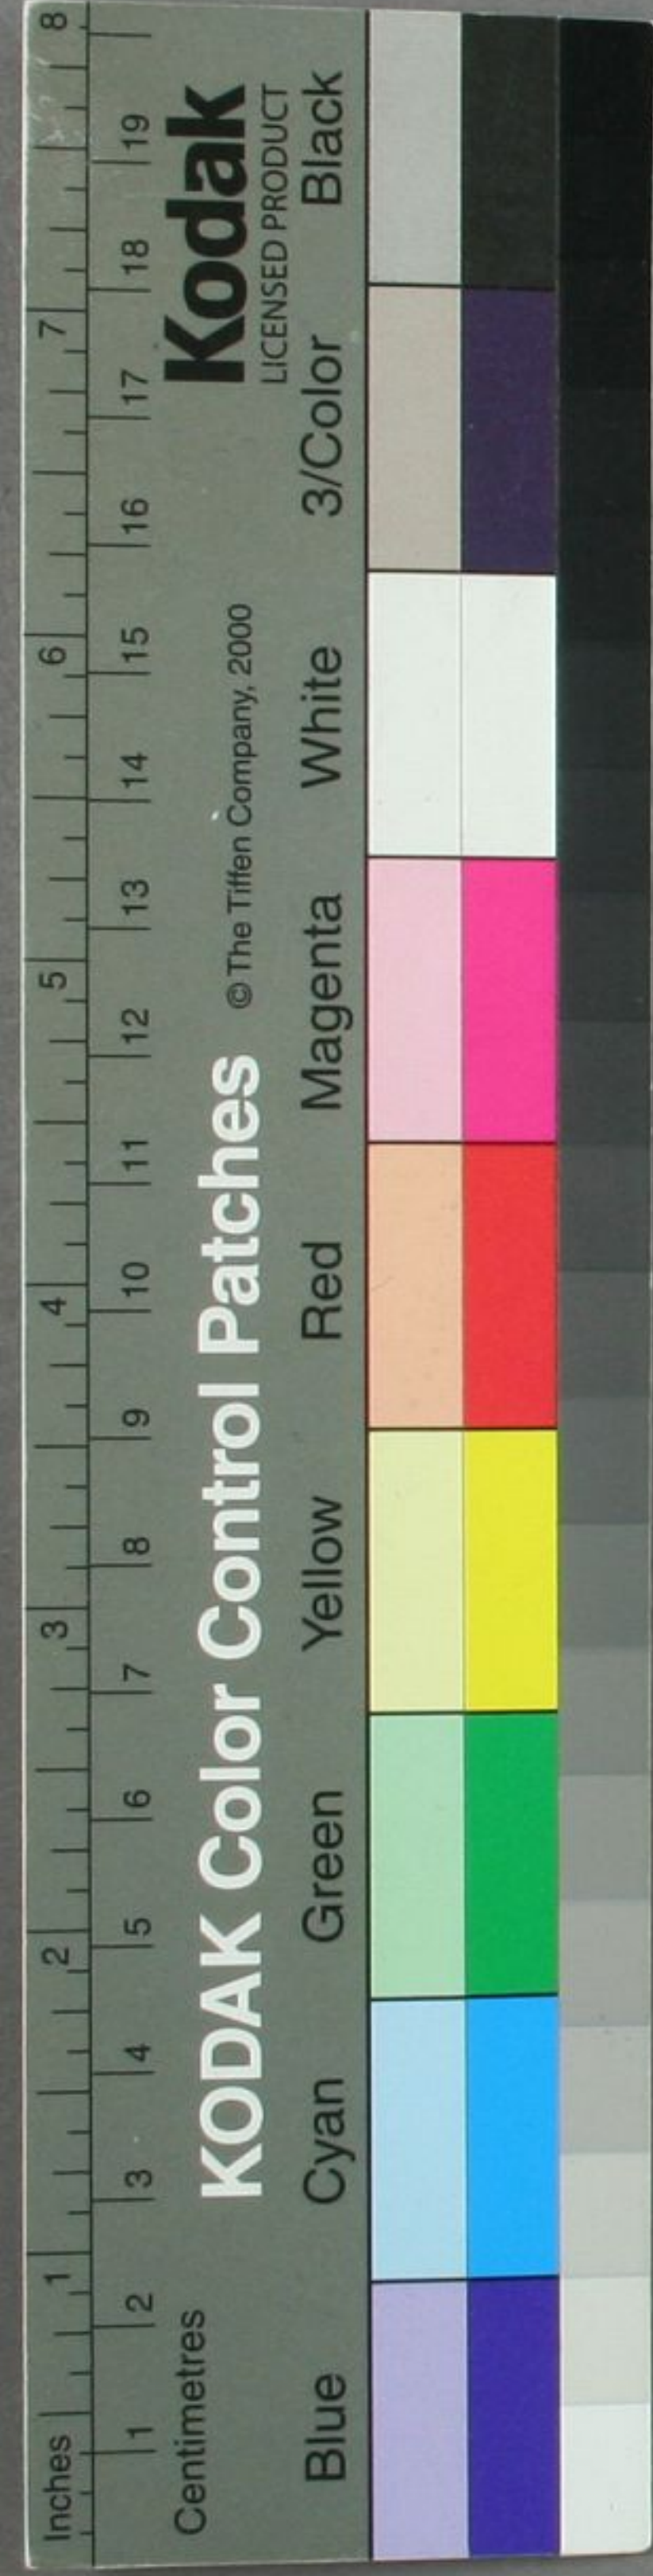 Inches 1 2 3 4 5 6 7 8
1 2 3 4 5 6 7 8 9 10 11 12 13 14 15 16 17 18 19
Centimetres
KODAK Color Control Patches © The Tiffen Company, 2000
Kodak
LICENSED PRODUCT
Blue Cyan Green Yellow Red Magenta White 3/Color Black